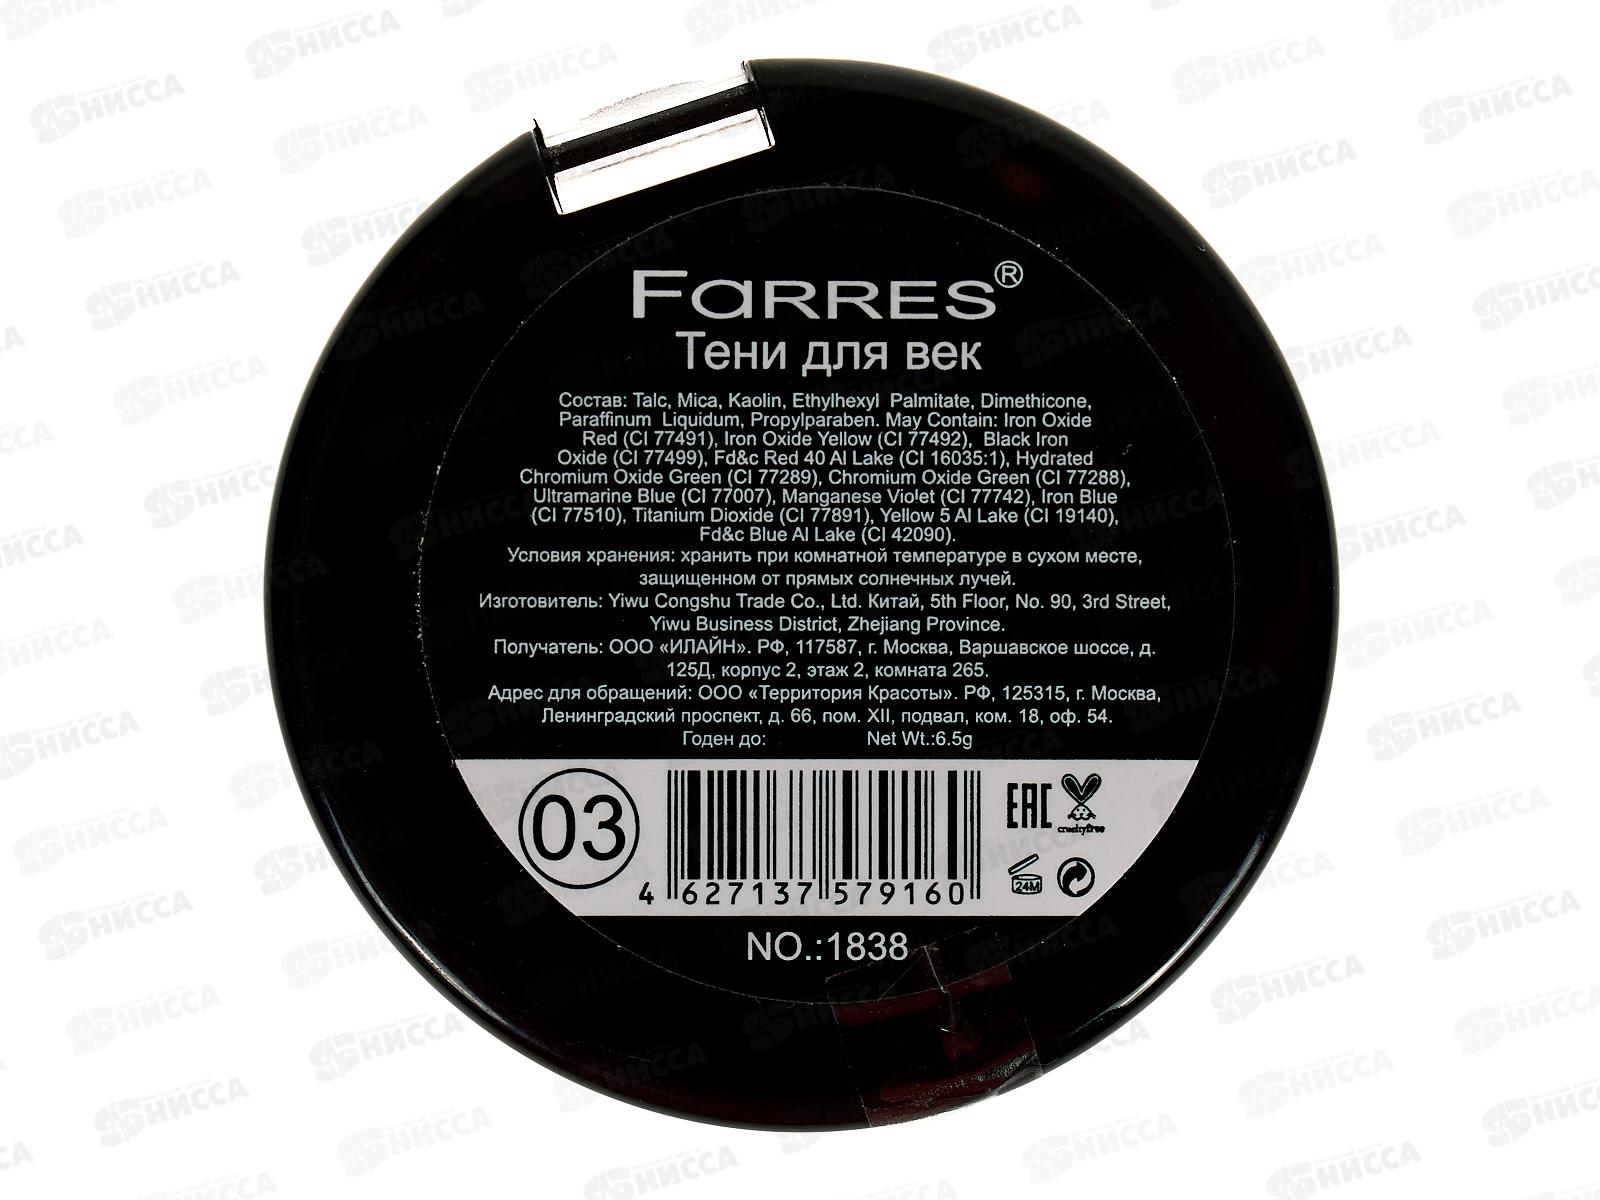 FARRES®
Тени для век
Состав: Talc, Mica, Kaolin, Ethylhexyl Palmitate, Dimethicone,
Paraffinum Liquidum, Propylparaben. May Contain: Iron Oxide
Red (CI 77491), Iron Oxide Yellow (CI 77492), Black Iron
Oxide (CI 77499), Fd&c Red 40 Al Lake (CI 16035:1), Hydrated
Chromium Oxide Green (CI 77289), Chromium Oxide Green (CI 77288),
Ultramarine Blue (CI 77007), Manganese Violet (CI 77742), Iron Blue
(CI 77510), Titanium Dioxide (CI 77891), Yellow 5 Al Lake (CI 19140),
Fd&c Blue Al Lake (CI 42090).
Условия хранения: хранить при комнатной температуре в сухом месте,
защищенном от прямых солнечных лучей.
Изготовитель: Yiwu Congshu Trade Co., Ltd. Китай, 5th Floor, No. 90, 3rd Street,
Yiwu Business District, Zhejiang Province.
Получатель: ООО «ИЛАЙН». РФ, 117587, г. Москва, Варшавское шоссе, д.
125Д, корпус 2, этаж 2, комната 265.
Адрес для обращений: ООО «Территория Красоты». РФ, 125315, г. Москва,
Ленинградский проспект, д. 66, пом. XII, подвал, ком. 18, оф. 54.
Годен до: Net Wt.:6.5g
03
EAC
crueltyfree
24M
4 627137 579160
NO.:1838
НИССА